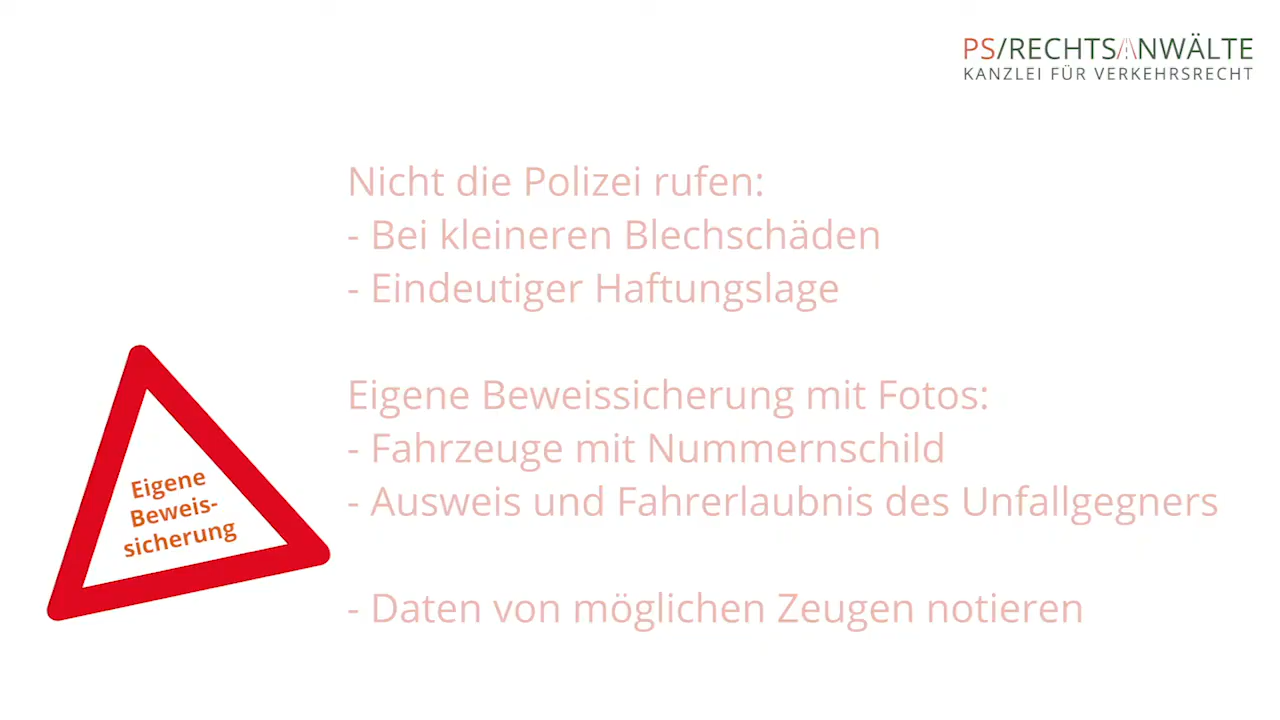 PS/RECHTSANWÄLTE
KANZLEI FÜR VERKEHRSRECHT
Nicht die Polizei rufen:
- Bei kleineren Blechschäden
- Eindeutiger Haftungslage
Eigene Beweissicherung mit Fotos:
- Fahrzeuge mit Nummernschild
- Ausweis und Fahrerlaubnis des Unfallgegners
- Daten von möglichen Zeugen notieren
Eigene
Beweis-
sicherung